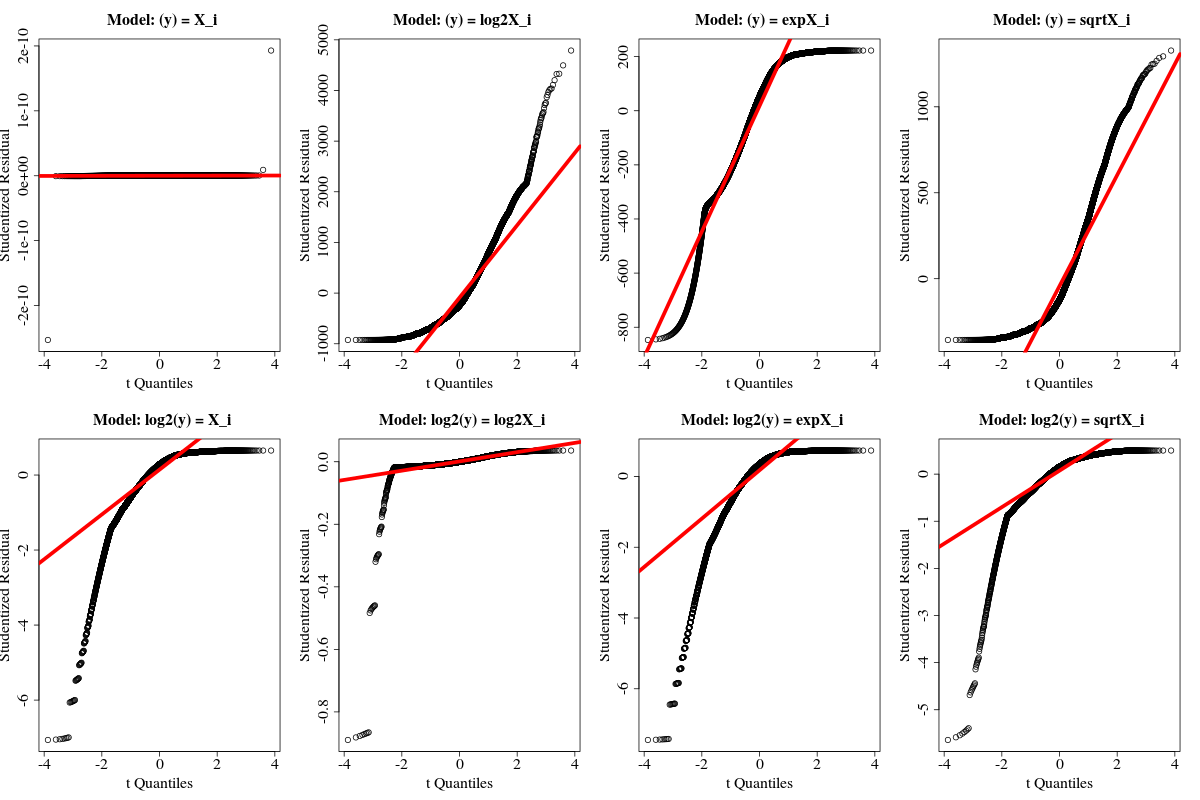 Model: (y) = X_i
Studentized Residual
2e-10
1e-10
0e+00
-1e-10
-2e-10
-4 -2 0 2 4
t Quantiles
Model: (y) = log2X_i
Studentized Residual
5000
4000
3000
2000
1000
0
-1000
-4 -2 0 2 4
t Quantiles
Model: (y) = expX_i
Studentized Residual
200
0
-200
-400
-600
-800
-4 -2 0 2 4
t Quantiles
Model: (y) = sqrtX_i
Studentized Residual
1000
500
0
-4 -2 0 2 4
t Quantiles
Model: log2(y) = X_i
Studentized Residual
0
-2
-4
-6
-4 -2 0 2 4
t Quantiles
Model: log2(y) = log2X_i
Studentized Residual
0.0
-0.2
-0.4
-0.6
-0.8
-4 -2 0 2 4
t Quantiles
Model: log2(y) = expX_i
Studentized Residual
0
-2
-4
-6
-4 -2 0 2 4
t Quantiles
Model: log2(y) = sqrtX_i
Studentized Residual
0
-1
-2
-3
-4
-5
-4 -2 0 2 4
t Quantiles